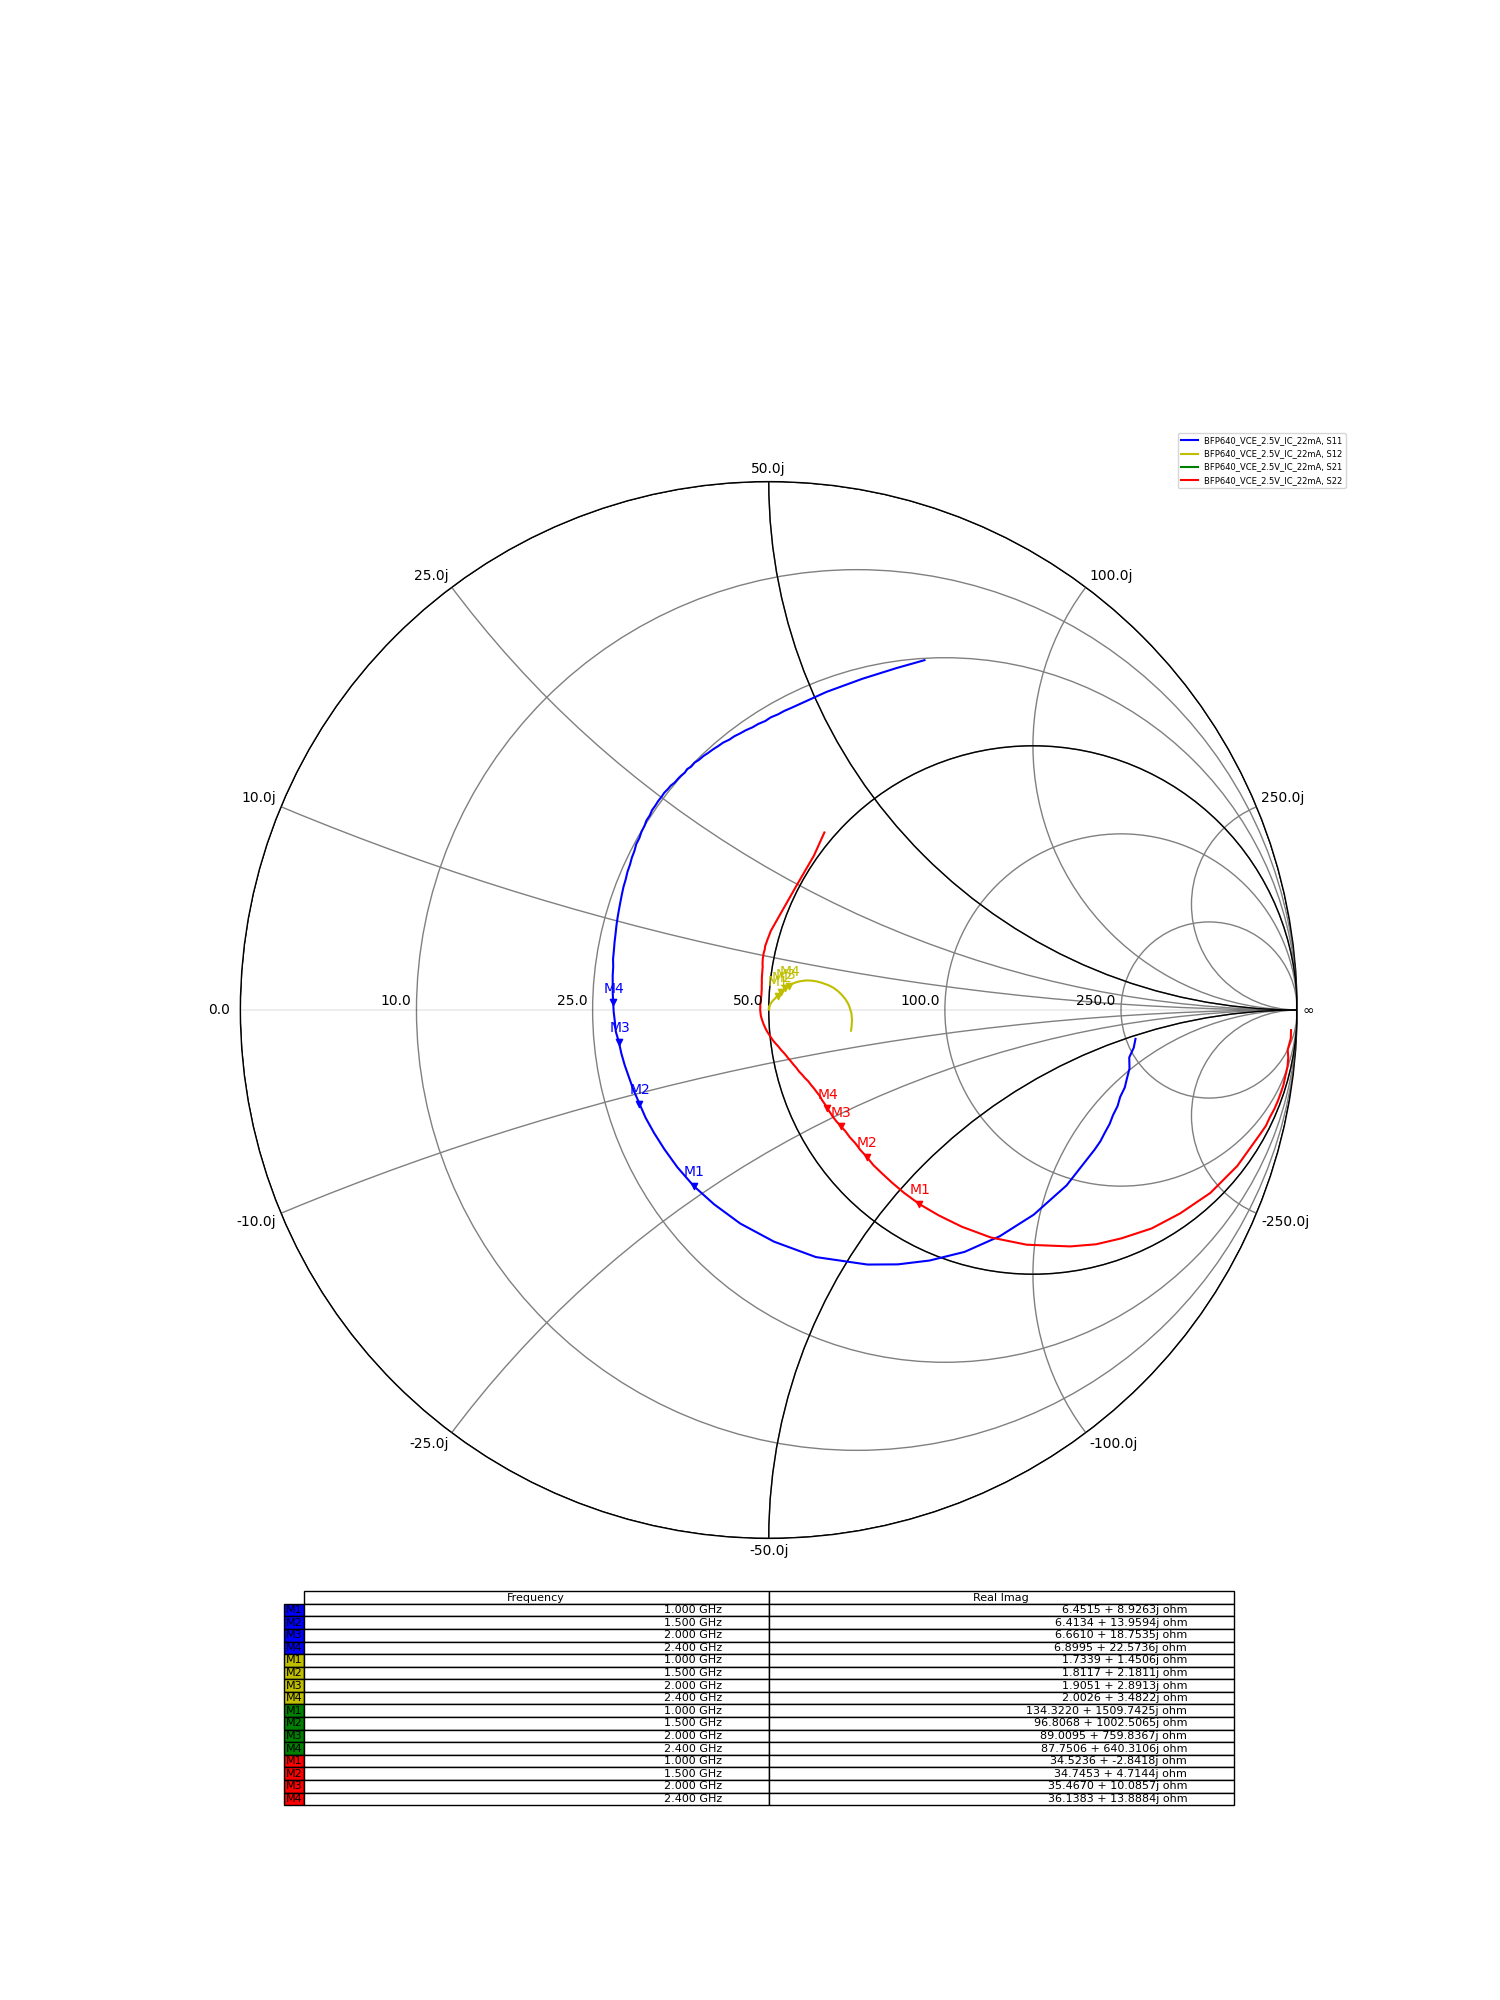 BFP640_VCE_2.5V_IC_22mA, S11
BFP640_VCE_2.5V_IC_22mA, S12
BFP640_VCE_2.5V_IC_22mA, S21
BFP640_VCE_2.5V_IC_22mA, S22
50.0j
25.0j 100.0j
10.0j 250.0j
M4
M4 0.0 10.0 25.0 50.0 100.0 250.0 ∞
M3
M2 M4
M3
M2
M1 M1
-10.0j -250.0j
-25.0j -100.0j
-50.0j
Frequency Real Imag
M1 1.000 GHz 6.4515 + 8.9263j ohm
M2 1.500 GHz 6.4134 + 13.9594j ohm
M3 2.000 GHz 6.6610 + 18.7535j ohm
M4 2.400 GHz 6.8995 + 22.5736j ohm
M1 1.000 GHz 1.7339 + 1.4506j ohm
M2 1.500 GHz 1.8117 + 2.1811j ohm
M3 2.000 GHz 1.9051 + 2.8913j ohm
M4 2.400 GHz 2.0026 + 3.4822j ohm
M1 1.000 GHz 134.3220 + 1509.7425j ohm
M2 1.500 GHz 96.8068 + 1002.5065j ohm
M3 2.000 GHz 89.0095 + 759.8367j ohm
M4 2.400 GHz 87.7506 + 640.3106j ohm
M1 1.000 GHz 34.5236 + -2.8418j ohm
M2 1.500 GHz 34.7453 + 4.7144j ohm
M3 2.000 GHz 35.4670 + 10.0857j ohm
M4 2.400 GHz 36.1383 + 13.8884j ohm